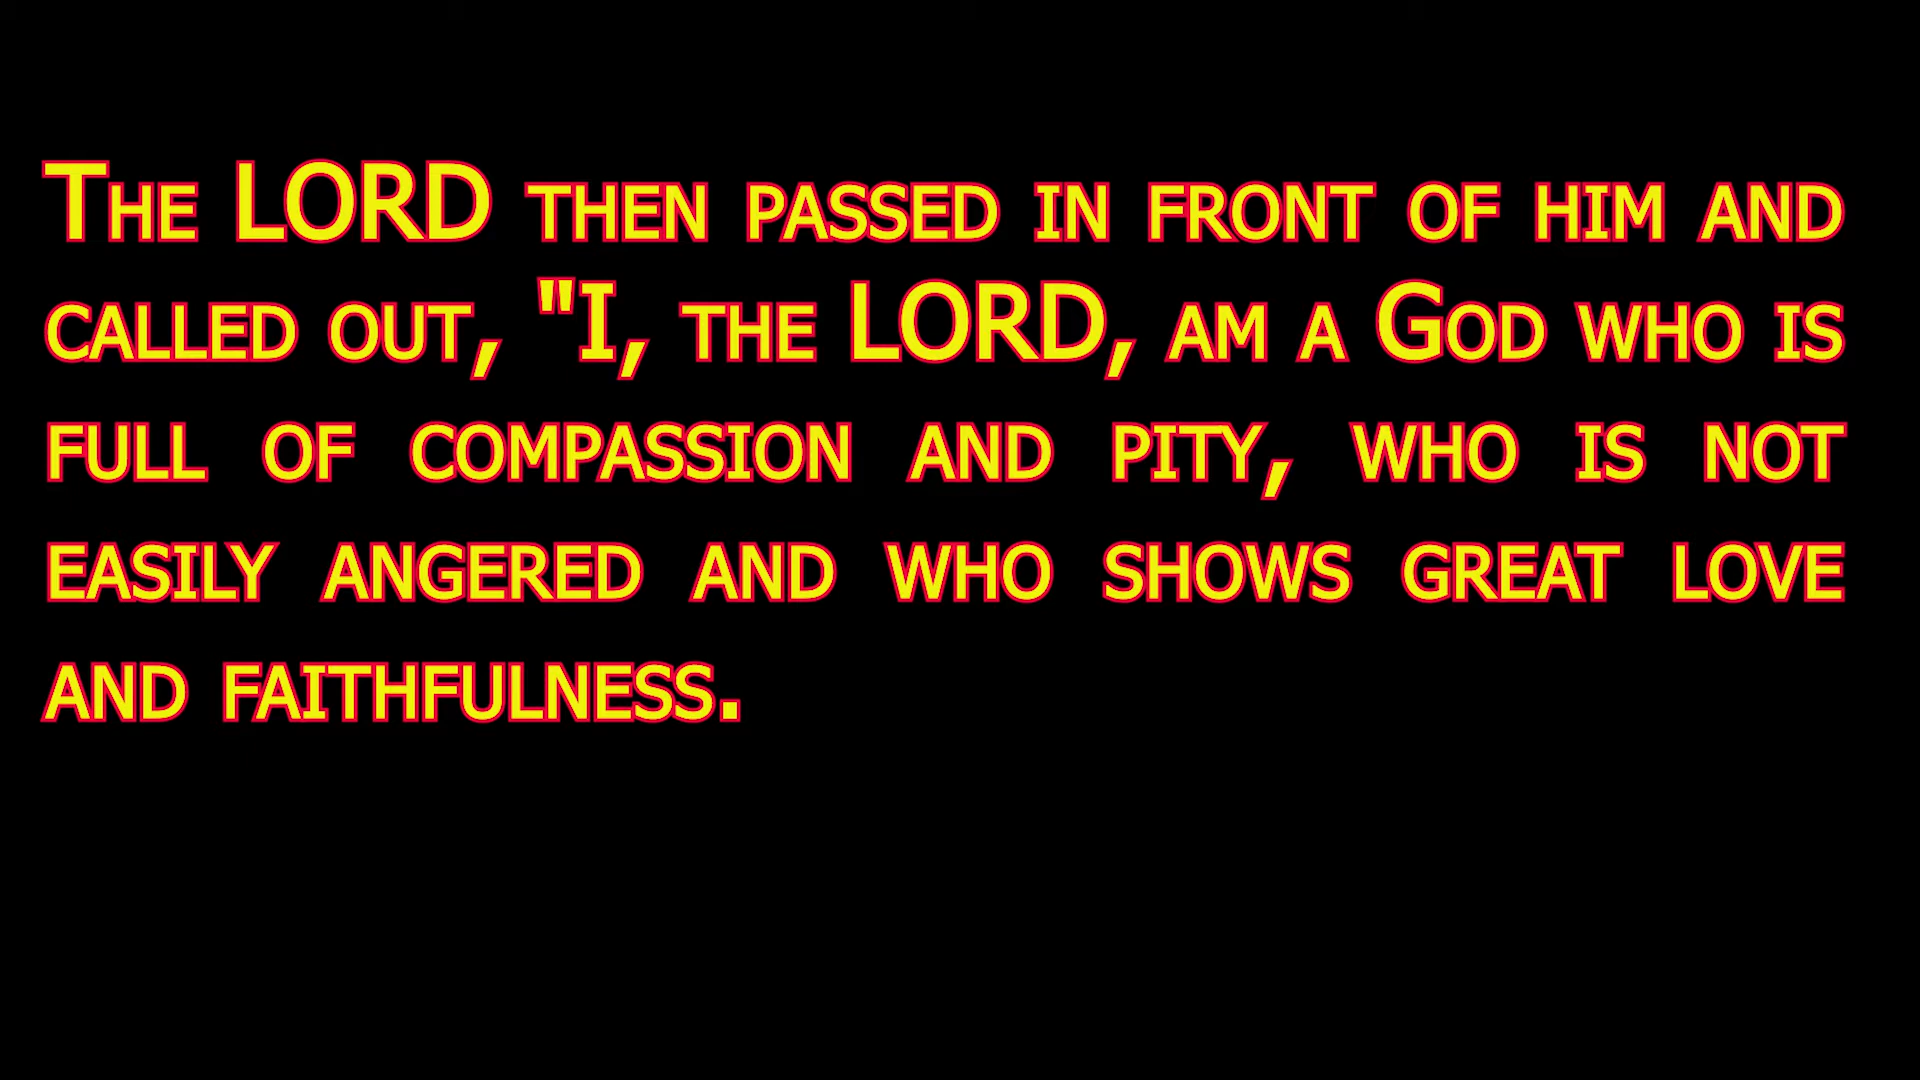 The LORD then passed in front of him and
called out, "I, the LORD, am a God who is
full of compassion and pity, who is not
easily angered and who shows great love
and faithfulness.